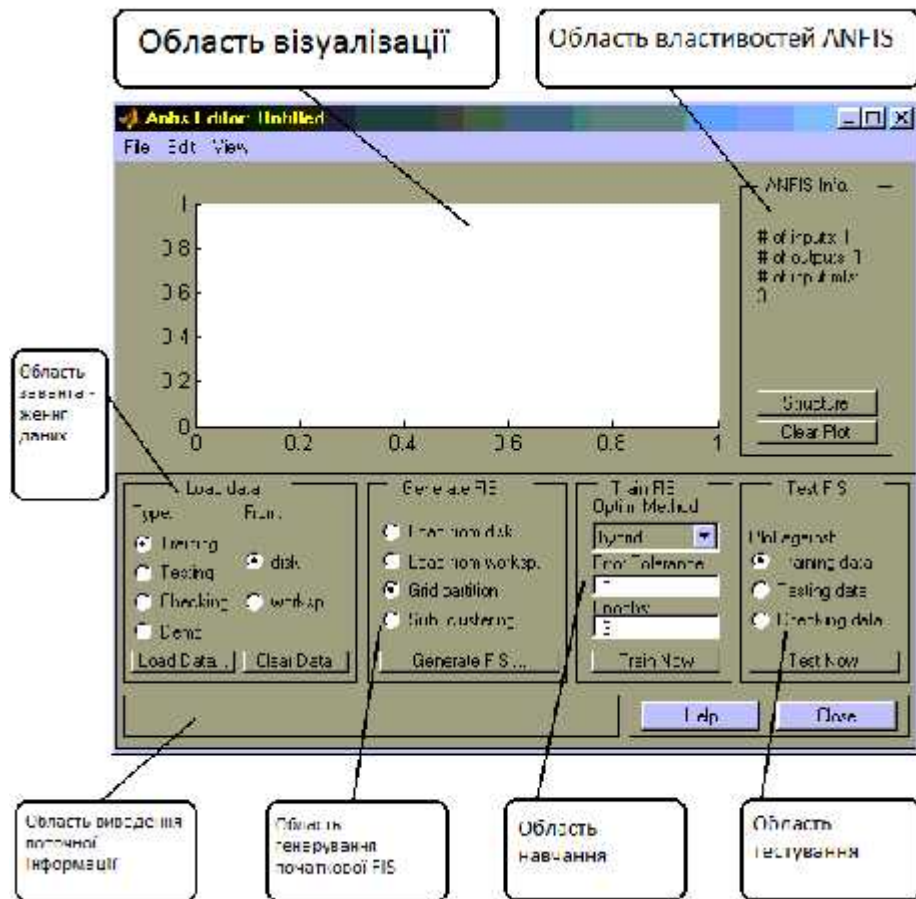 Область візуалізації
Область властивостей ANFIS
Anfis Editor: Untitled
File Edit View
ANFIS Info.
1
0.8
0.6
0.4
0.2
0
0 0.2 0.4 0.6 0.8 1
# of inputs: 1
# of outputs: 1
# of input mfs:
Structure
Clear Plot
Область
заванта -
даних
Load data
Type: From:
Training
Testing
Checking
Demo
disk
worksp.
Load Data... Clear Data
Generate FIS
Load from disk
Load from worksp.
Grid partition
Sub. clustering
Generate FIS ...
Train FIS
Optim. Method:
hybrid
Error Tolerance:
Epochs:
3
Train Now
Test FIS
Plot against:
Training data
Testing data
Checking data
Test Now
Help Close
Область виведення
поточної
інформації
Область
генерування
початкової FIS
Область
навчання
Область
тестування